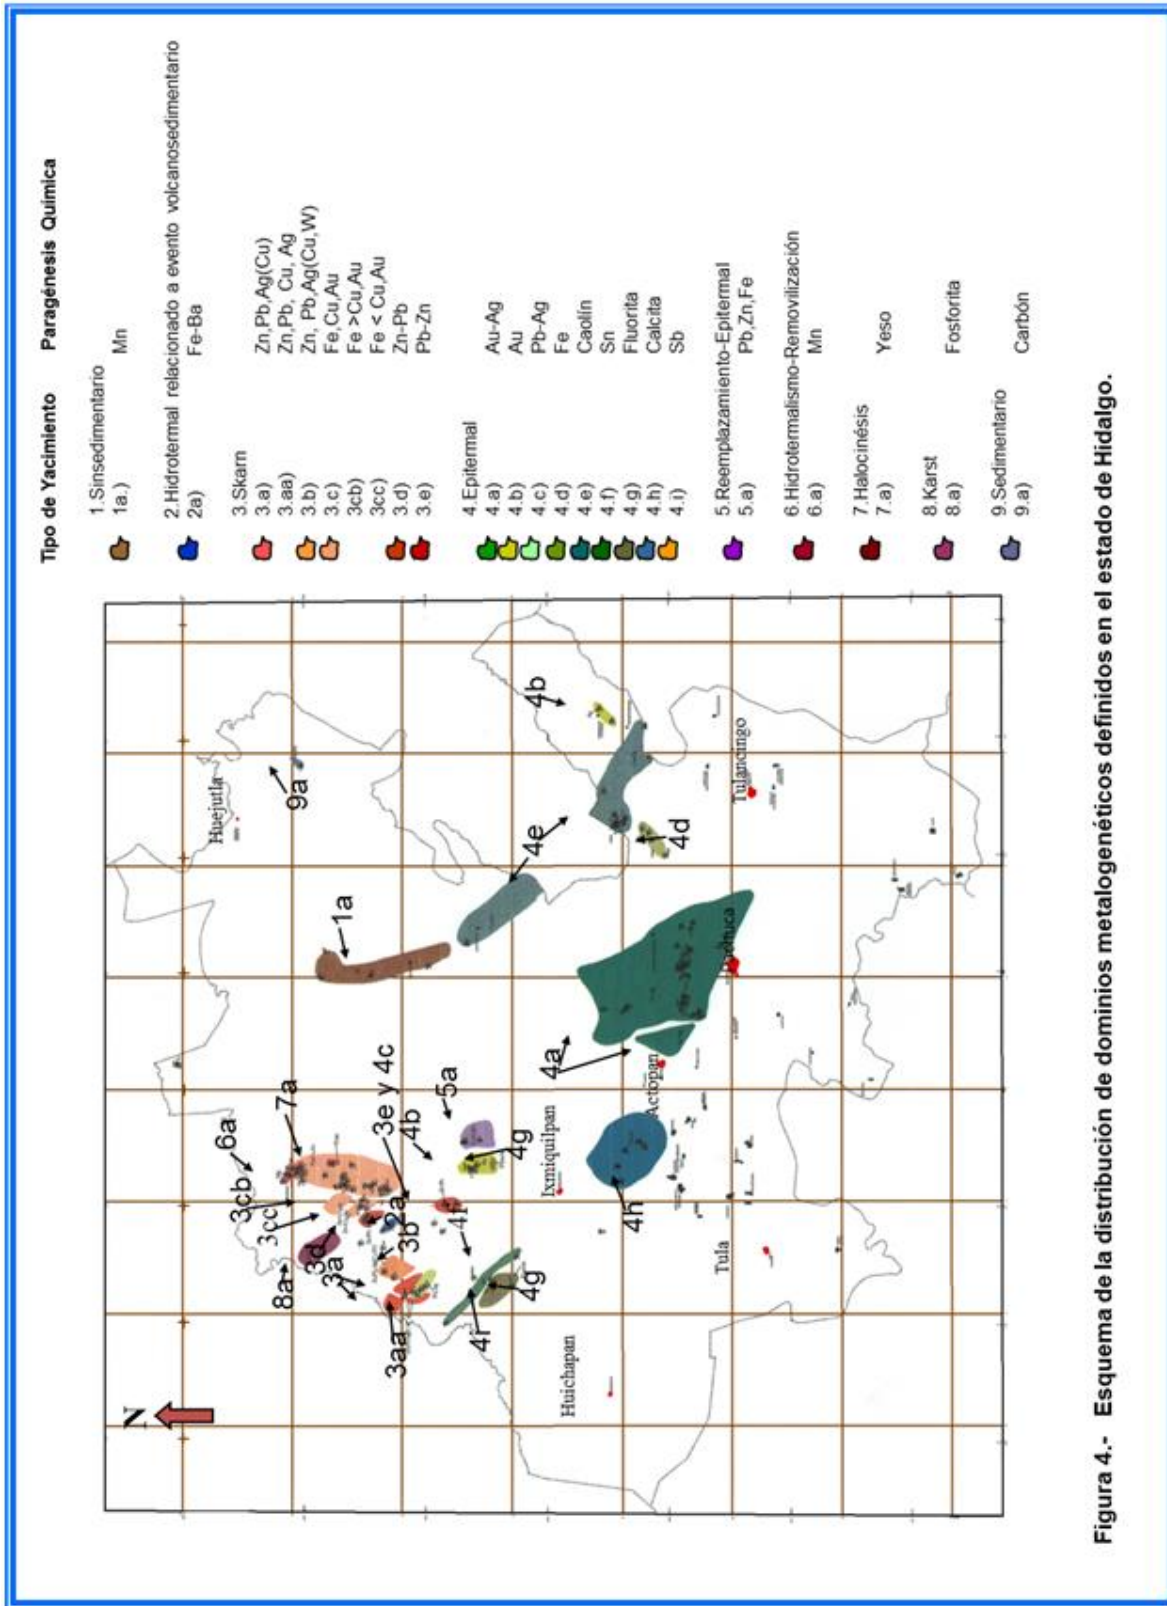 Tipo de Yacimiento Paragénesis Química
1.Sinsedimentario
1a.) Mn
2.Hidrotermal relacionado a evento volcanosedimentario
2a) Fe-Ba
3.Skarn
3.a) Zn,Pb,Ag(Cu)
3.aa) Zn,Pb, Cu, Ag
3.b) Zn, Pb,Ag(Cu,W)
3.c) Fe,Cu,Au
3cb) Fe >Cu,Au
3cc) Fe < Cu,Au
3.d) Zn-Pb
3.e) Pb-Zn
4.Epitermal
4.a) Au-Ag
4.b) Au
4.c) Pb-Ag
4.d) Fe
4.e) Caolín
4.f) Sn
4.g) Fluorita
4.h) Calcita
4.i) Sb
5.Reemplazamiento-Epitermal
5.a) Pb,Zn,Fe
6.Hidrotermalismo-Removilización
6.a) Mn
7.Halocinésis
7.a) Yeso
8.Karst
8.a) Fosforita
9.Sedimentario
9.a) Carbón
N
Huejutla
9a
6a
7a
3cb
3cc
8a
3d
3a
2a
3b
3aa
3e y 4c
4b
5a
1a
4e
4b
4d
4g
4f
4i
4g
4a
4h
Ixmiquilpan
Actopan
Huichapan
Tula
Tulancingo
Figura 4.- Esquema de la distribución de dominios metalogenéticos definidos en el estado de Hidalgo.